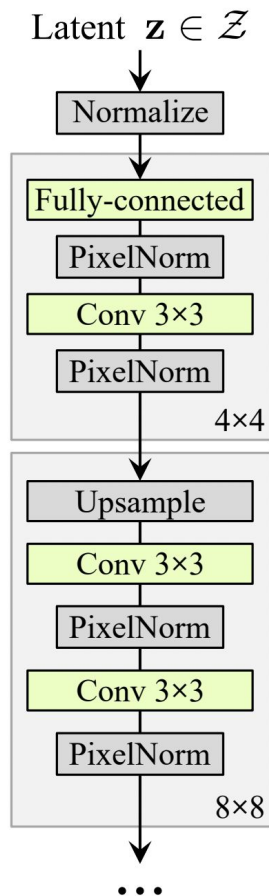 Latent z ∈ 𝒵
Normalize
Fully-connected
PixelNorm
Conv 3×3
PixelNorm
4×4
Upsample
Conv 3×3
PixelNorm
Conv 3×3
PixelNorm
8×8
...